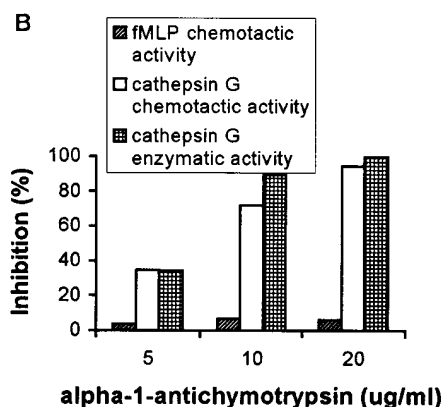 B
fMLP chemotactic
activity
cathepsin G
chemotactic activity
cathepsin G
enzymatic activity
Inhibition (%)
100
80
60
40
20
0
5 10 20
alpha-1-antichymotrypsin (ug/ml)